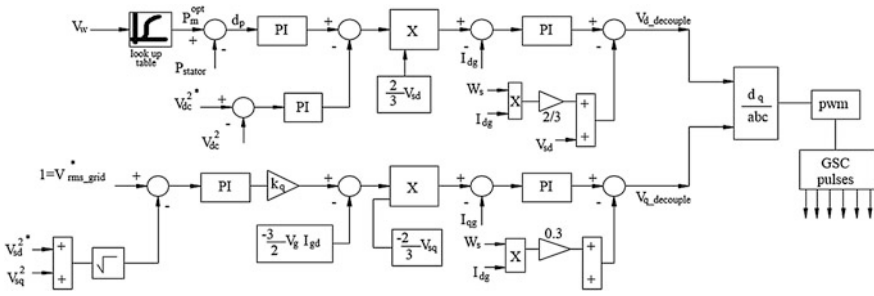 V_w
look up
table
P_m^opt
+
-
P_stator
d_p
PI
+
-
V_dc^2*
+
-
V_dc^2
PI
X
2/3 V_sd
+
-
I_dg
PI
+
-
W_s
I_dg
X
2/3
V_sd
+
+
V_d_decouple
d_q
abc
pwm
GSC
pulses
1=V*_rms_grid
+
-
V_sd^2*
V_sq^2
+
+
√
PI
k_q
+
-
-3/2 V_g I_gd
X
-2/3 V_sq
+
-
I_qg
PI
+
-
W_s
I_dg
X
0.3
+
+
V_q_decouple